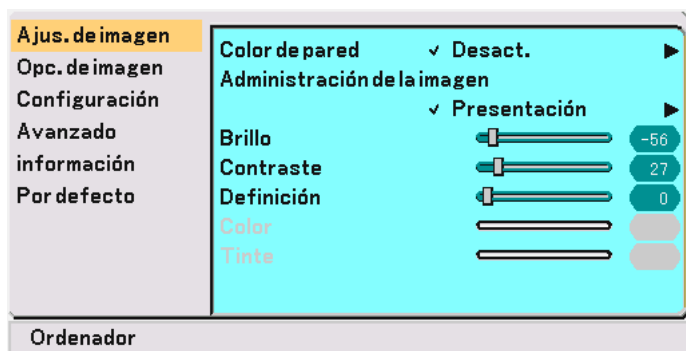 Ajus. de imagen
Opc. de imagen
Configuración
Avanzado
información
Por defecto
Color de pared ✓ Desact. ▶
Administración de la imagen
✓ Presentación ▶
Brillo -56
Contraste 27
Definición 0
Color
Tinte
Ordenador